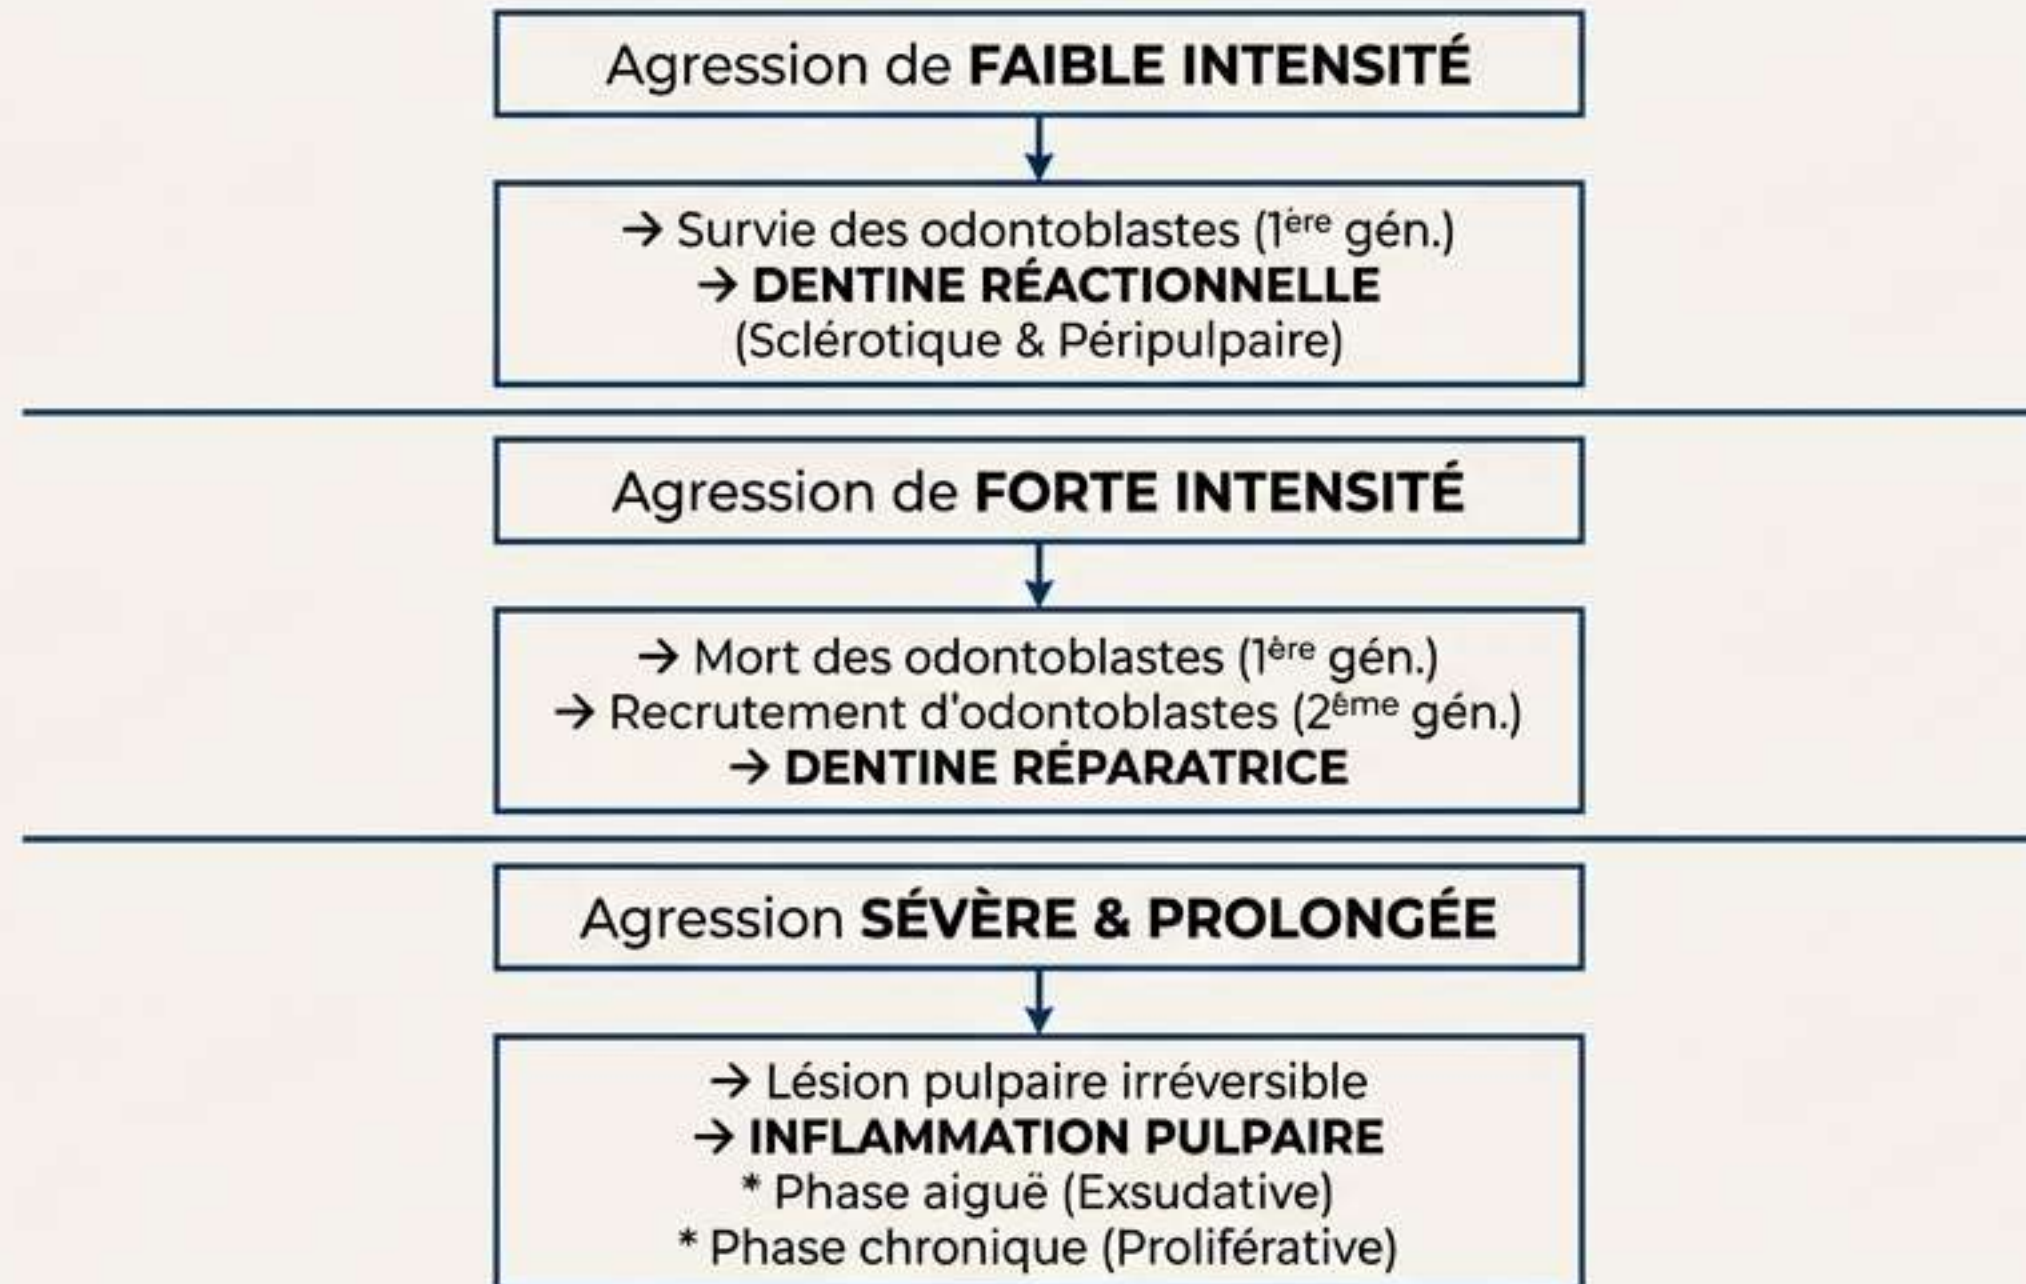 Agression de FAIBLE INTENSITÉ
→ Survie des odontoblastes (1ère gén.)
→ DENTINE RÉACTIONNELLE
(Sclérotique & Péripulpaire)
Agression de FORTE INTENSITÉ
→ Mort des odontoblastes (1ère gén.)
→ Recrutement d'odontoblastes (2ême gén.)
→ DENTINE RÉPARATRICE
Agression SÉVÈRE & PROLONGÉE
→ Lésion pulpaire irréversible
→ INFLAMMATION PULPAIRE
* Phase aiguë (Exsudative)
* Phase chronique (Proliférative)